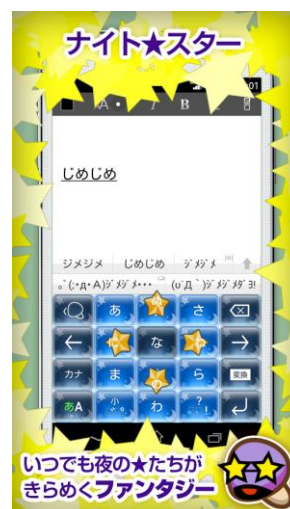 ナイト★スター
01
A
B
じめじめ
ジメジメ
じめじめ
ｼﾞﾒｼﾞﾒ
あ
さ
な
カナ
ま
ら
変換
あA
小
わ
いつでも夜の★たちが
きらめくファンタジー